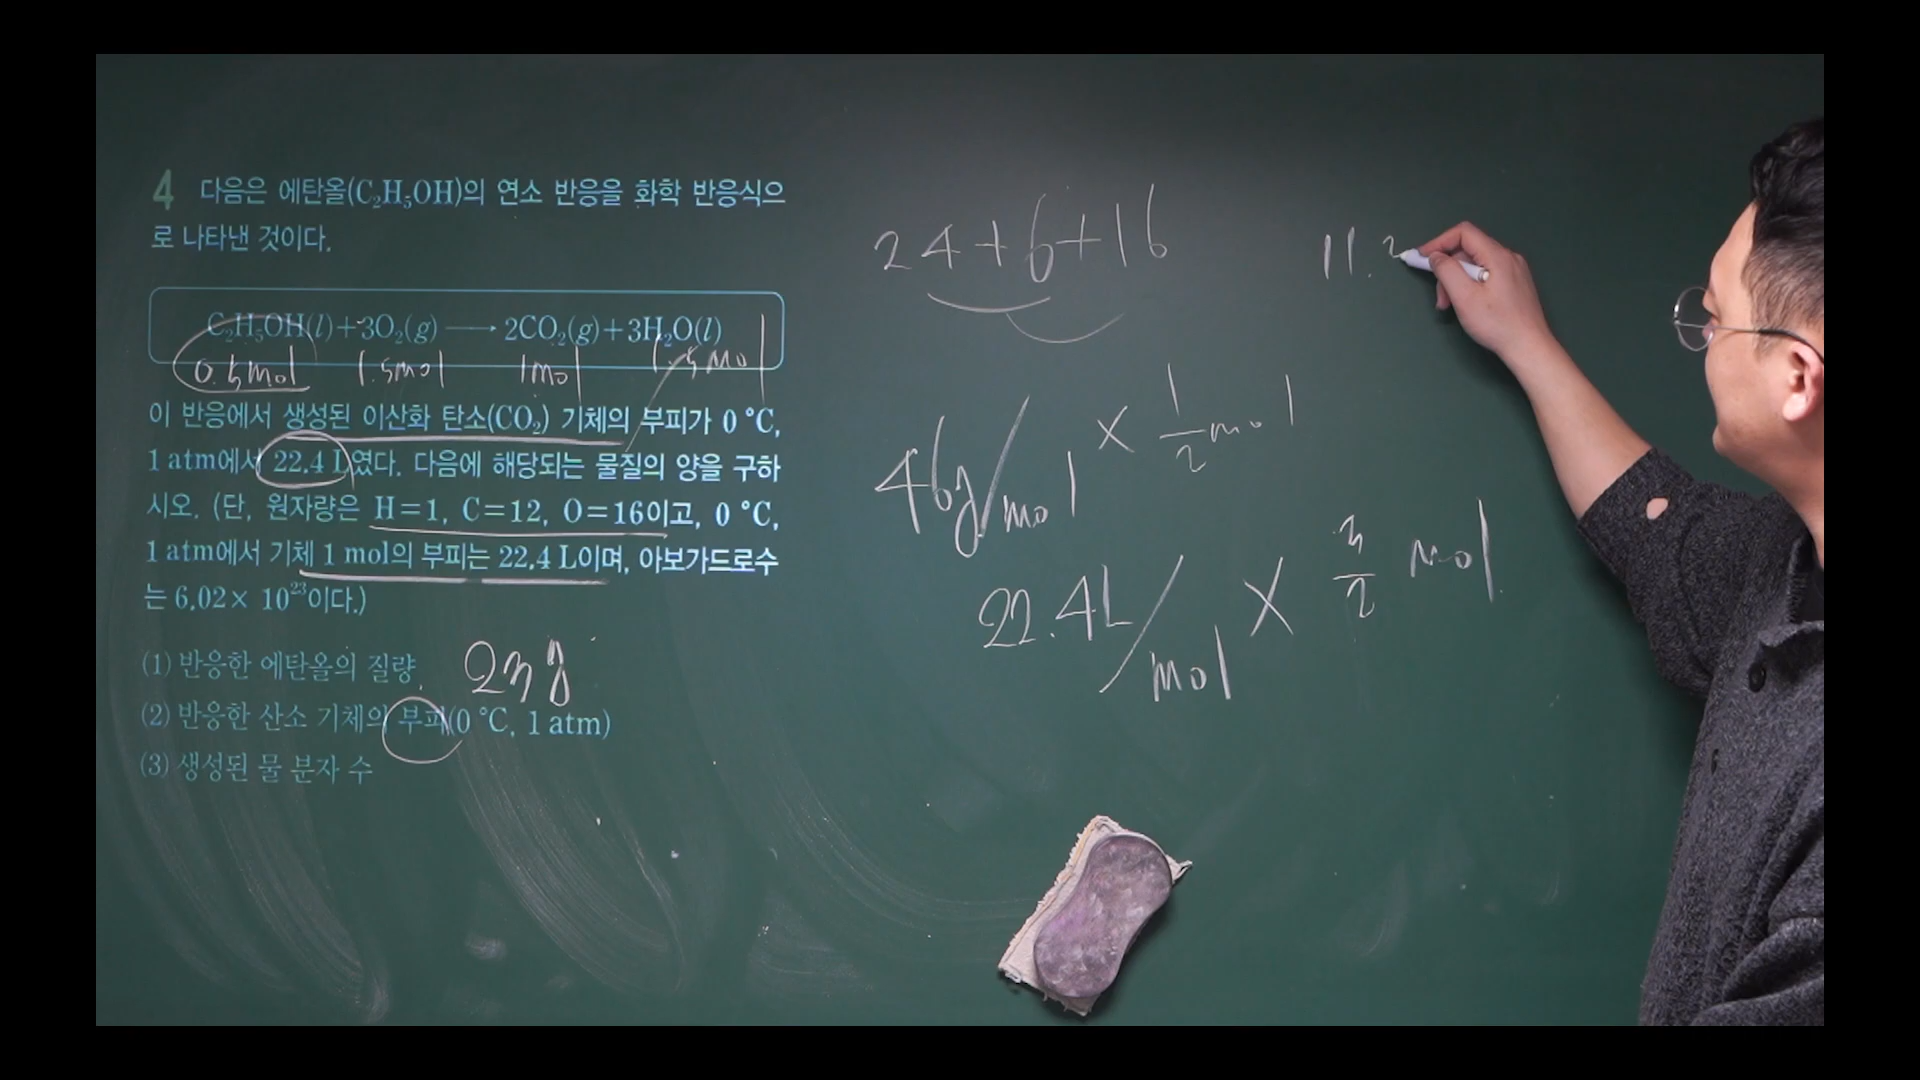 4 다음은 에탄올(C₂H₅OH)의 연소 반응을 화학 반응식으
로 나타낸 것이다.
C₂H₅OH(l)+3O₂(g) ⟶ 2CO₂(g)+3H₂O(l)
0.5mol 1.5mol 1mol 1.5mol
이 반응에서 생성된 이산화 탄소(CO₂) 기체의 부피가 0 ℃,
1 atm에서 22.4 L였다. 다음에 해당되는 물질의 양을 구하
시오. (단, 원자량은 H=1, C=12, O=16이고, 0 ℃,
1 atm에서 기체 1 mol의 부피는 22.4 L이며, 아보가드로수
는 6.02× 10²³이다.)
(1) 반응한 에탄올의 질량 23g
(2) 반응한 산소 기체의 부피(0 ℃, 1 atm)
(3) 생성된 물 분자 수
24+6+16
46g/mol × 1/2 mol
22.4L/mol × 3/2 mol
11.2